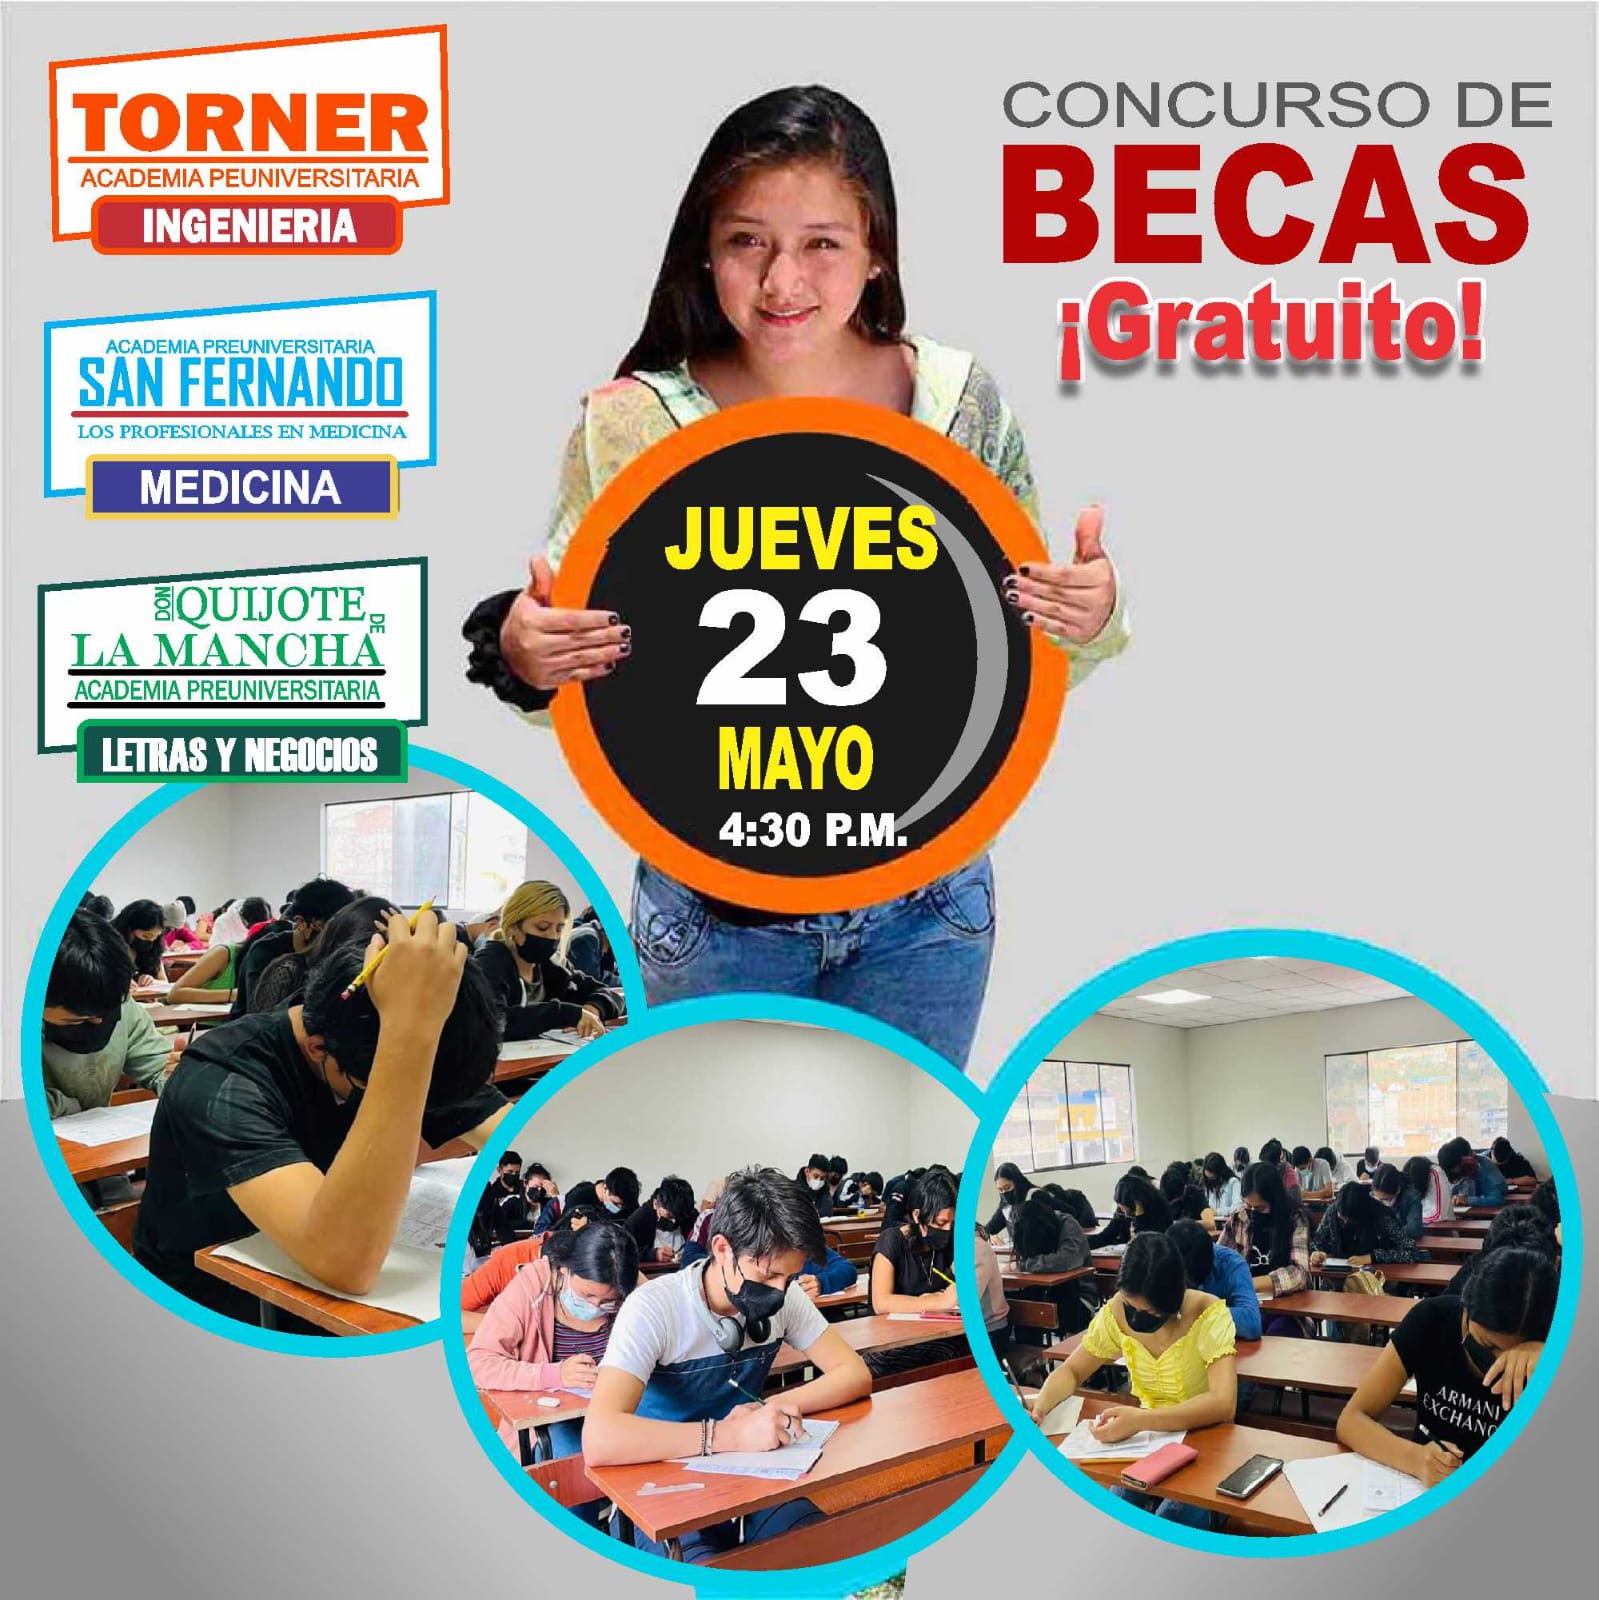 TORNER
ACADEMIA PEUNIVERSITARIA
INGENIERIA
ACADEMIA PREUNIVERSITARIA
SAN FERNANDO
LOS PROFESIONALES EN MEDICINA
MEDICINA
DON QUIJOTE DE
LA MANCHA
ACADEMIA PREUNIVERSITARIA
LETRAS Y NEGOCIOS
CONCURSO DE
BECAS
¡Gratuito!
JUEVES
23
MAYO
4:30 P.M.
ARMANI
EXCHANG